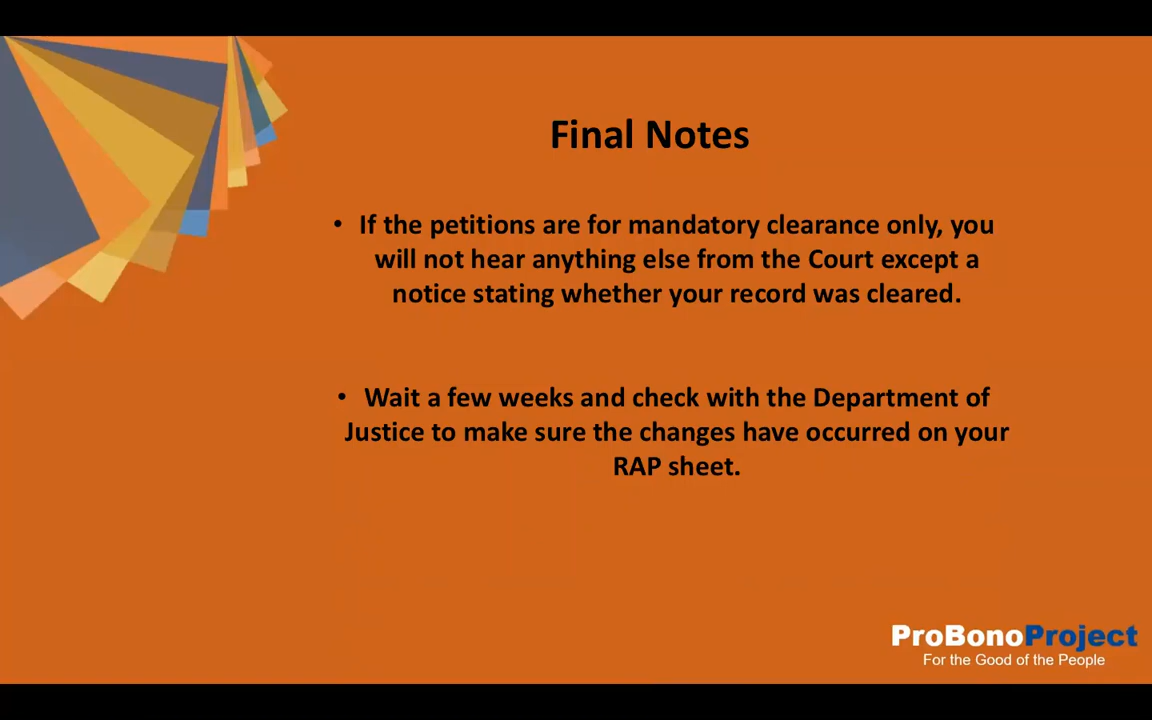 Final Notes
• If the petitions are for mandatory clearance only, you
will not hear anything else from the Court except a
notice stating whether your record was cleared.
• Wait a few weeks and check with the Department of
Justice to make sure the changes have occurred on your
RAP sheet.
ProBonoProject
For the Good of the People